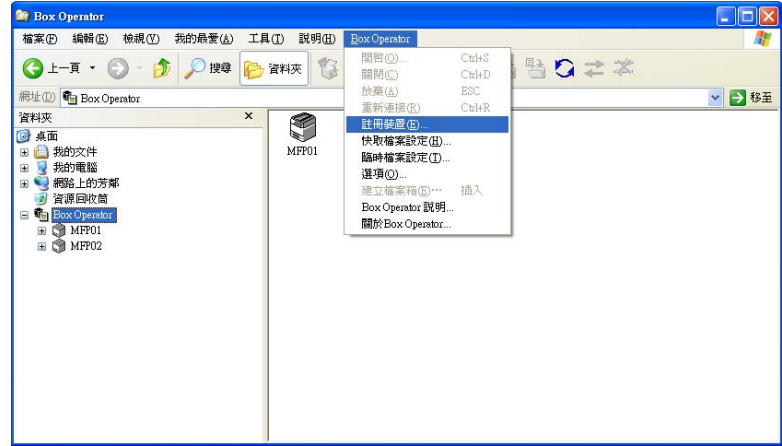 Box Operator
檔案(F) 編輯(E) 檢視(V) 我的最愛(A) 工具(T) 說明(H) Box Operator
上一頁 搜尋 資料夾
網址(D) Box Operator 移至
資料夾
桌面
我的文件
我的電腦
網路上的芳鄰
資源回收筒
Box Operator
MFP01
MFP02
MFP01
開啓(O)... Ctrl+S
關閉(C) Ctrl+D
放棄(A) ESC
重新連接(R) Ctrl+R
註冊裝置(E)...
快取檔案設定(H)...
臨時檔案設定(T)...
選項(O)...
建立檔案箱(E)… 插入
Box Operator 說明...
關於Box Operator...